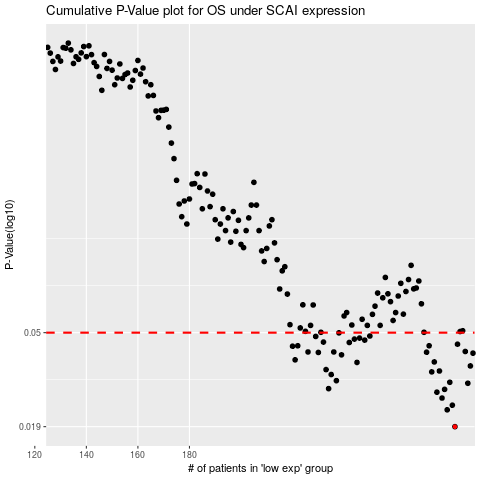 Cumulative P-Value plot for OS under SCAI expression
P-Value(log10)
0.05
0.019
120 140 160 180
# of patients in 'low exp' group